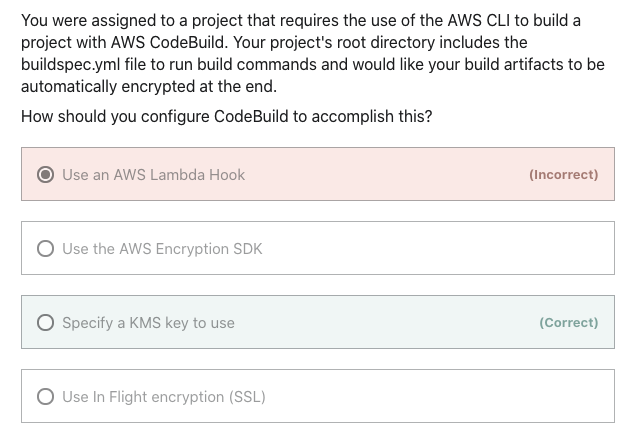 You were assigned to a project that requires the use of the AWS CLI to build a
project with AWS CodeBuild. Your project's root directory includes the
buildspec.yml file to run build commands and would like your build artifacts to be
automatically encrypted at the end.
How should you configure CodeBuild to accomplish this?
Use an AWS Lambda Hook (Incorrect)
Use the AWS Encryption SDK
Specify a KMS key to use (Correct)
Use In Flight encryption (SSL)